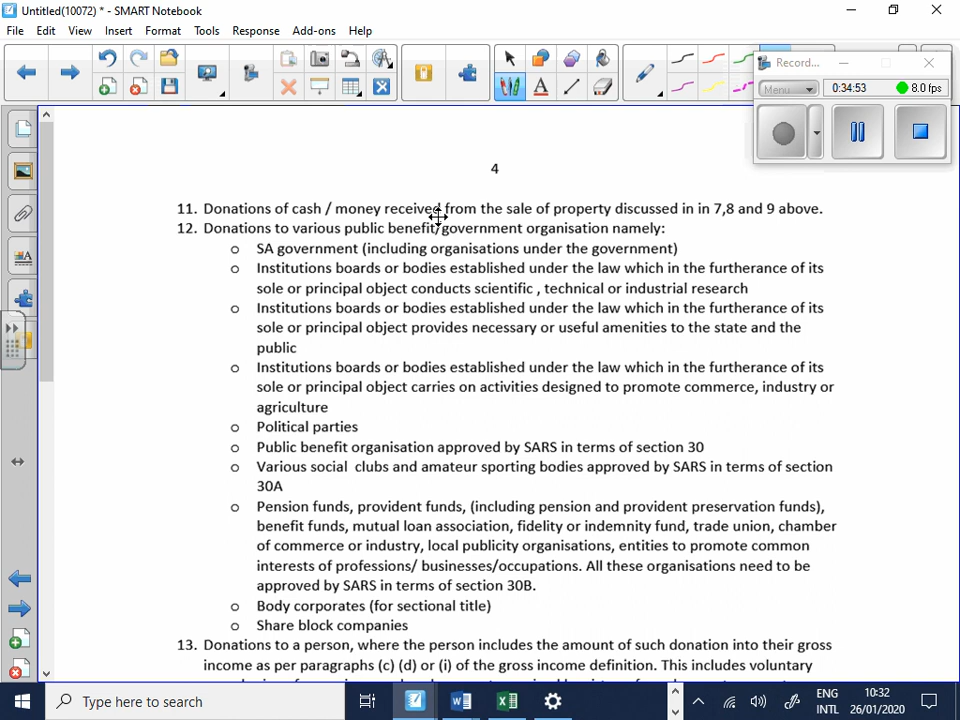 Untitled(10072) * - SMART Notebook
File Edit View Insert Format Tools Response Add-ons Help
Record...
Menu 0:34:53 8.0 fps
4
11. Donations of cash / money received from the sale of property discussed in in 7,8 and 9 above.
12. Donations to various public benefit/government organisation namely:
o SA government (including organisations under the government)
o Institutions boards or bodies established under the law which in the furtherance of its
sole or principal object conducts scientific , technical or industrial research
o Institutions boards or bodies established under the law which in the furtherance of its
sole or principal object provides necessary or useful amenities to the state and the
public
o Institutions boards or bodies established under the law which in the furtherance of its
sole or principal object carries on activities designed to promote commerce, industry or
agriculture
o Political parties
o Public benefit organisation approved by SARS in terms of section 30
o Various social clubs and amateur sporting bodies approved by SARS in terms of section
30A
o Pension funds, provident funds, (including pension and provident preservation funds),
benefit funds, mutual loan association, fidelity or indemnity fund, trade union, chamber
of commerce or industry, local publicity organisations, entities to promote common
interests of professions/ businesses/occupations. All these organisations need to be
approved by SARS in terms of section 30B.
o Body corporates (for sectional title)
o Share block companies
13. Donations to a person, where the person includes the amount of such donation into their gross
income as per paragraphs (c) (d) or (i) of the gross income definition. This includes voluntary
Type here to search
ENG
INTL
10:32
26/01/2020